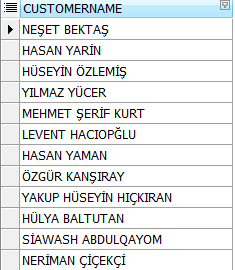 CUSTOMERNAME
NEŞET BEKTAŞ
HASAN YARİN
HÜSEYİN ÖZLEMİŞ
YILMAZ YÜCER
MEHMET ŞERİF KURT
LEVENT HACIOPĞLU
HASAN YAMAN
ÖZGÜR KANŞIRAY
YAKUP HÜSEYİN HIÇKIRAN
HÜLYA BALTUTAN
SİAWASH ABDULQAYOM
NERİMAN ÇİÇEKÇİ